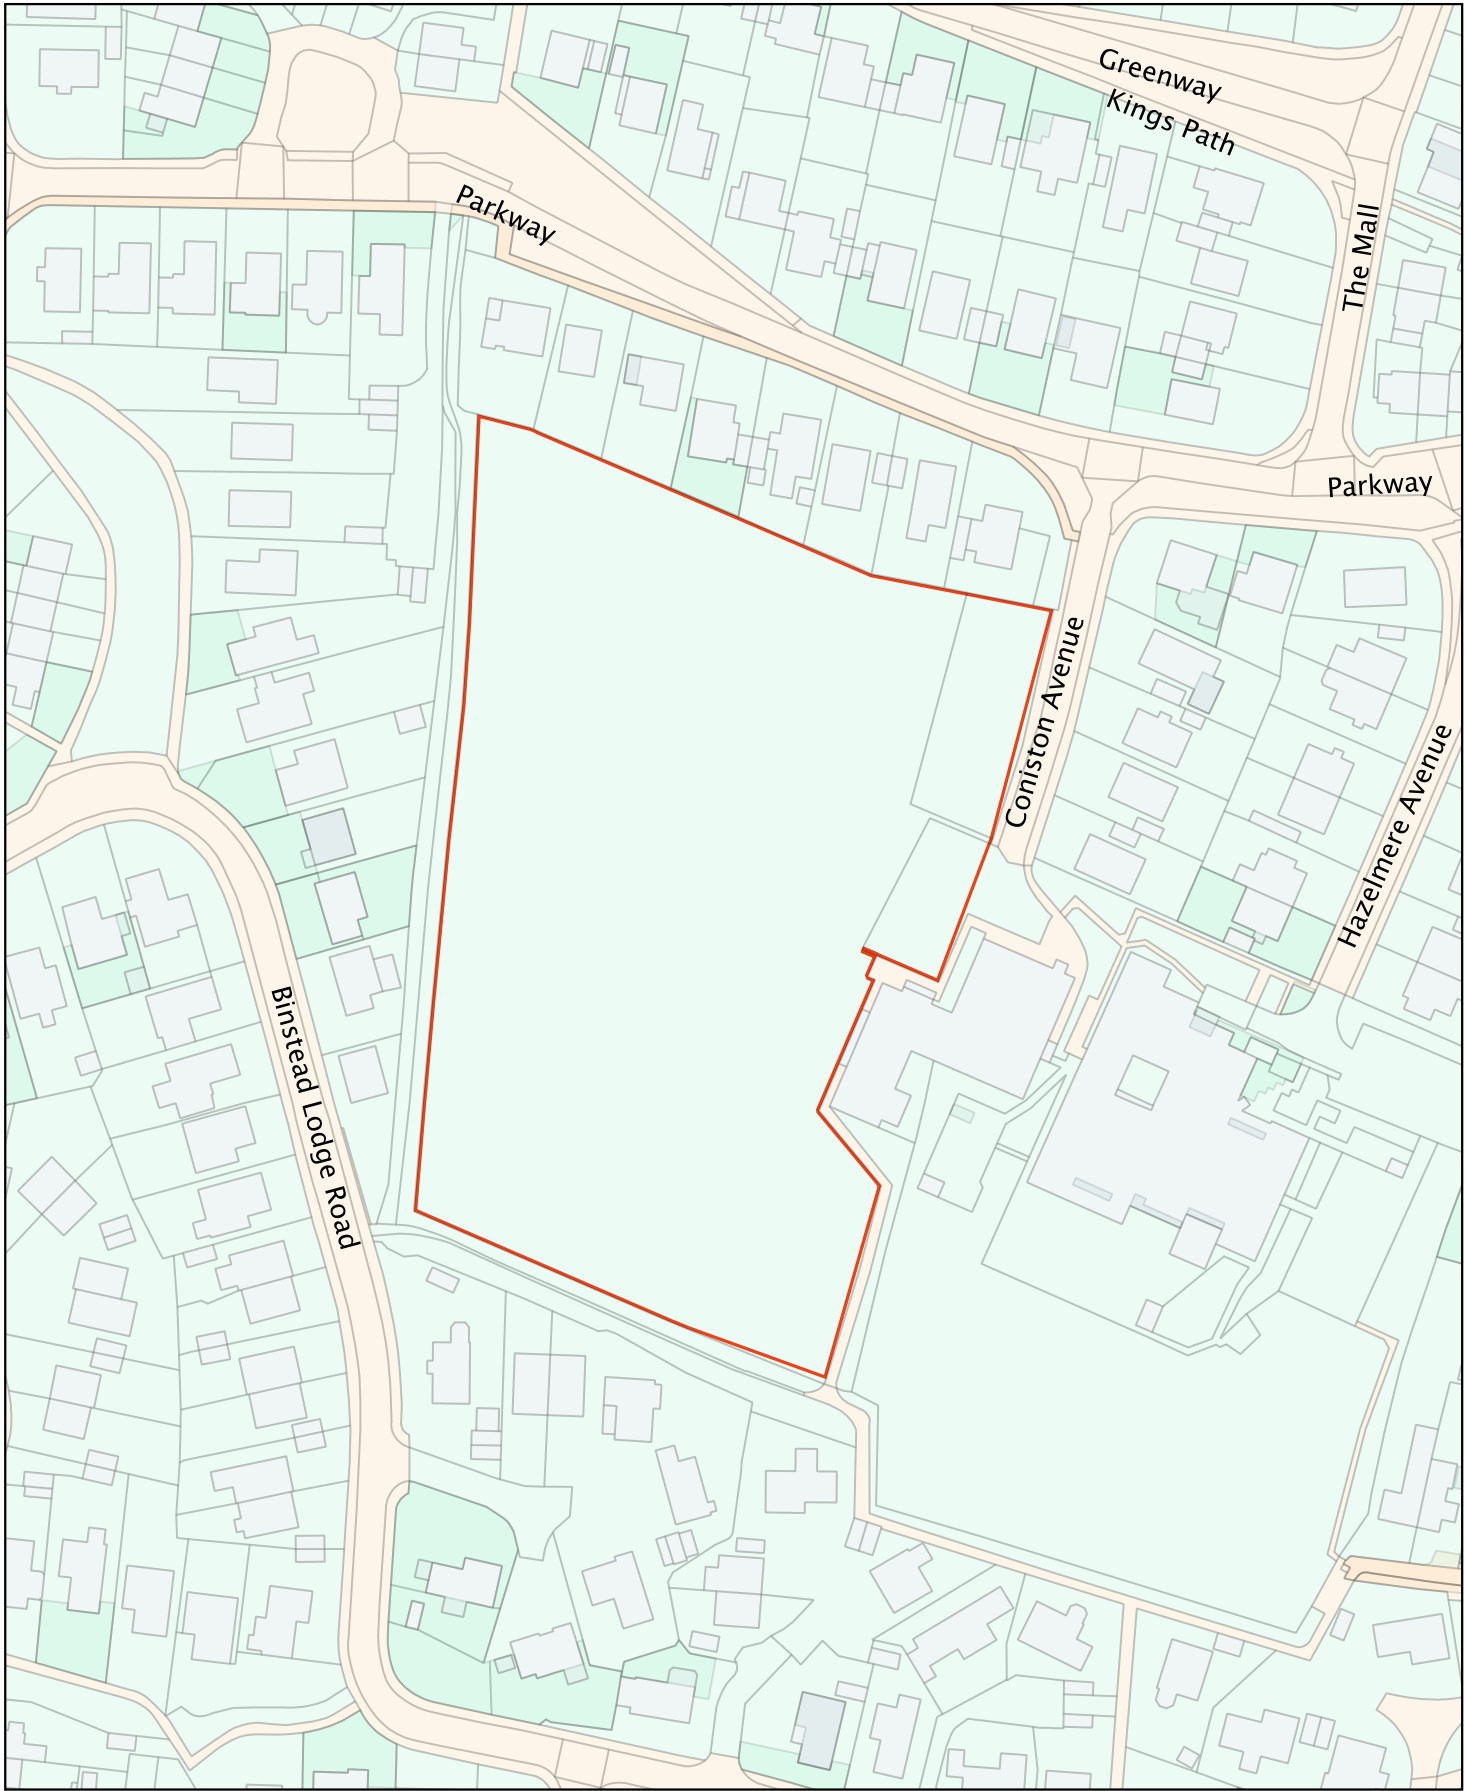 Greenway
Kings Path
Parkway
The Mall
Parkway
Coniston Avenue
Hazelmere Avenue
Binstead Lodge Road